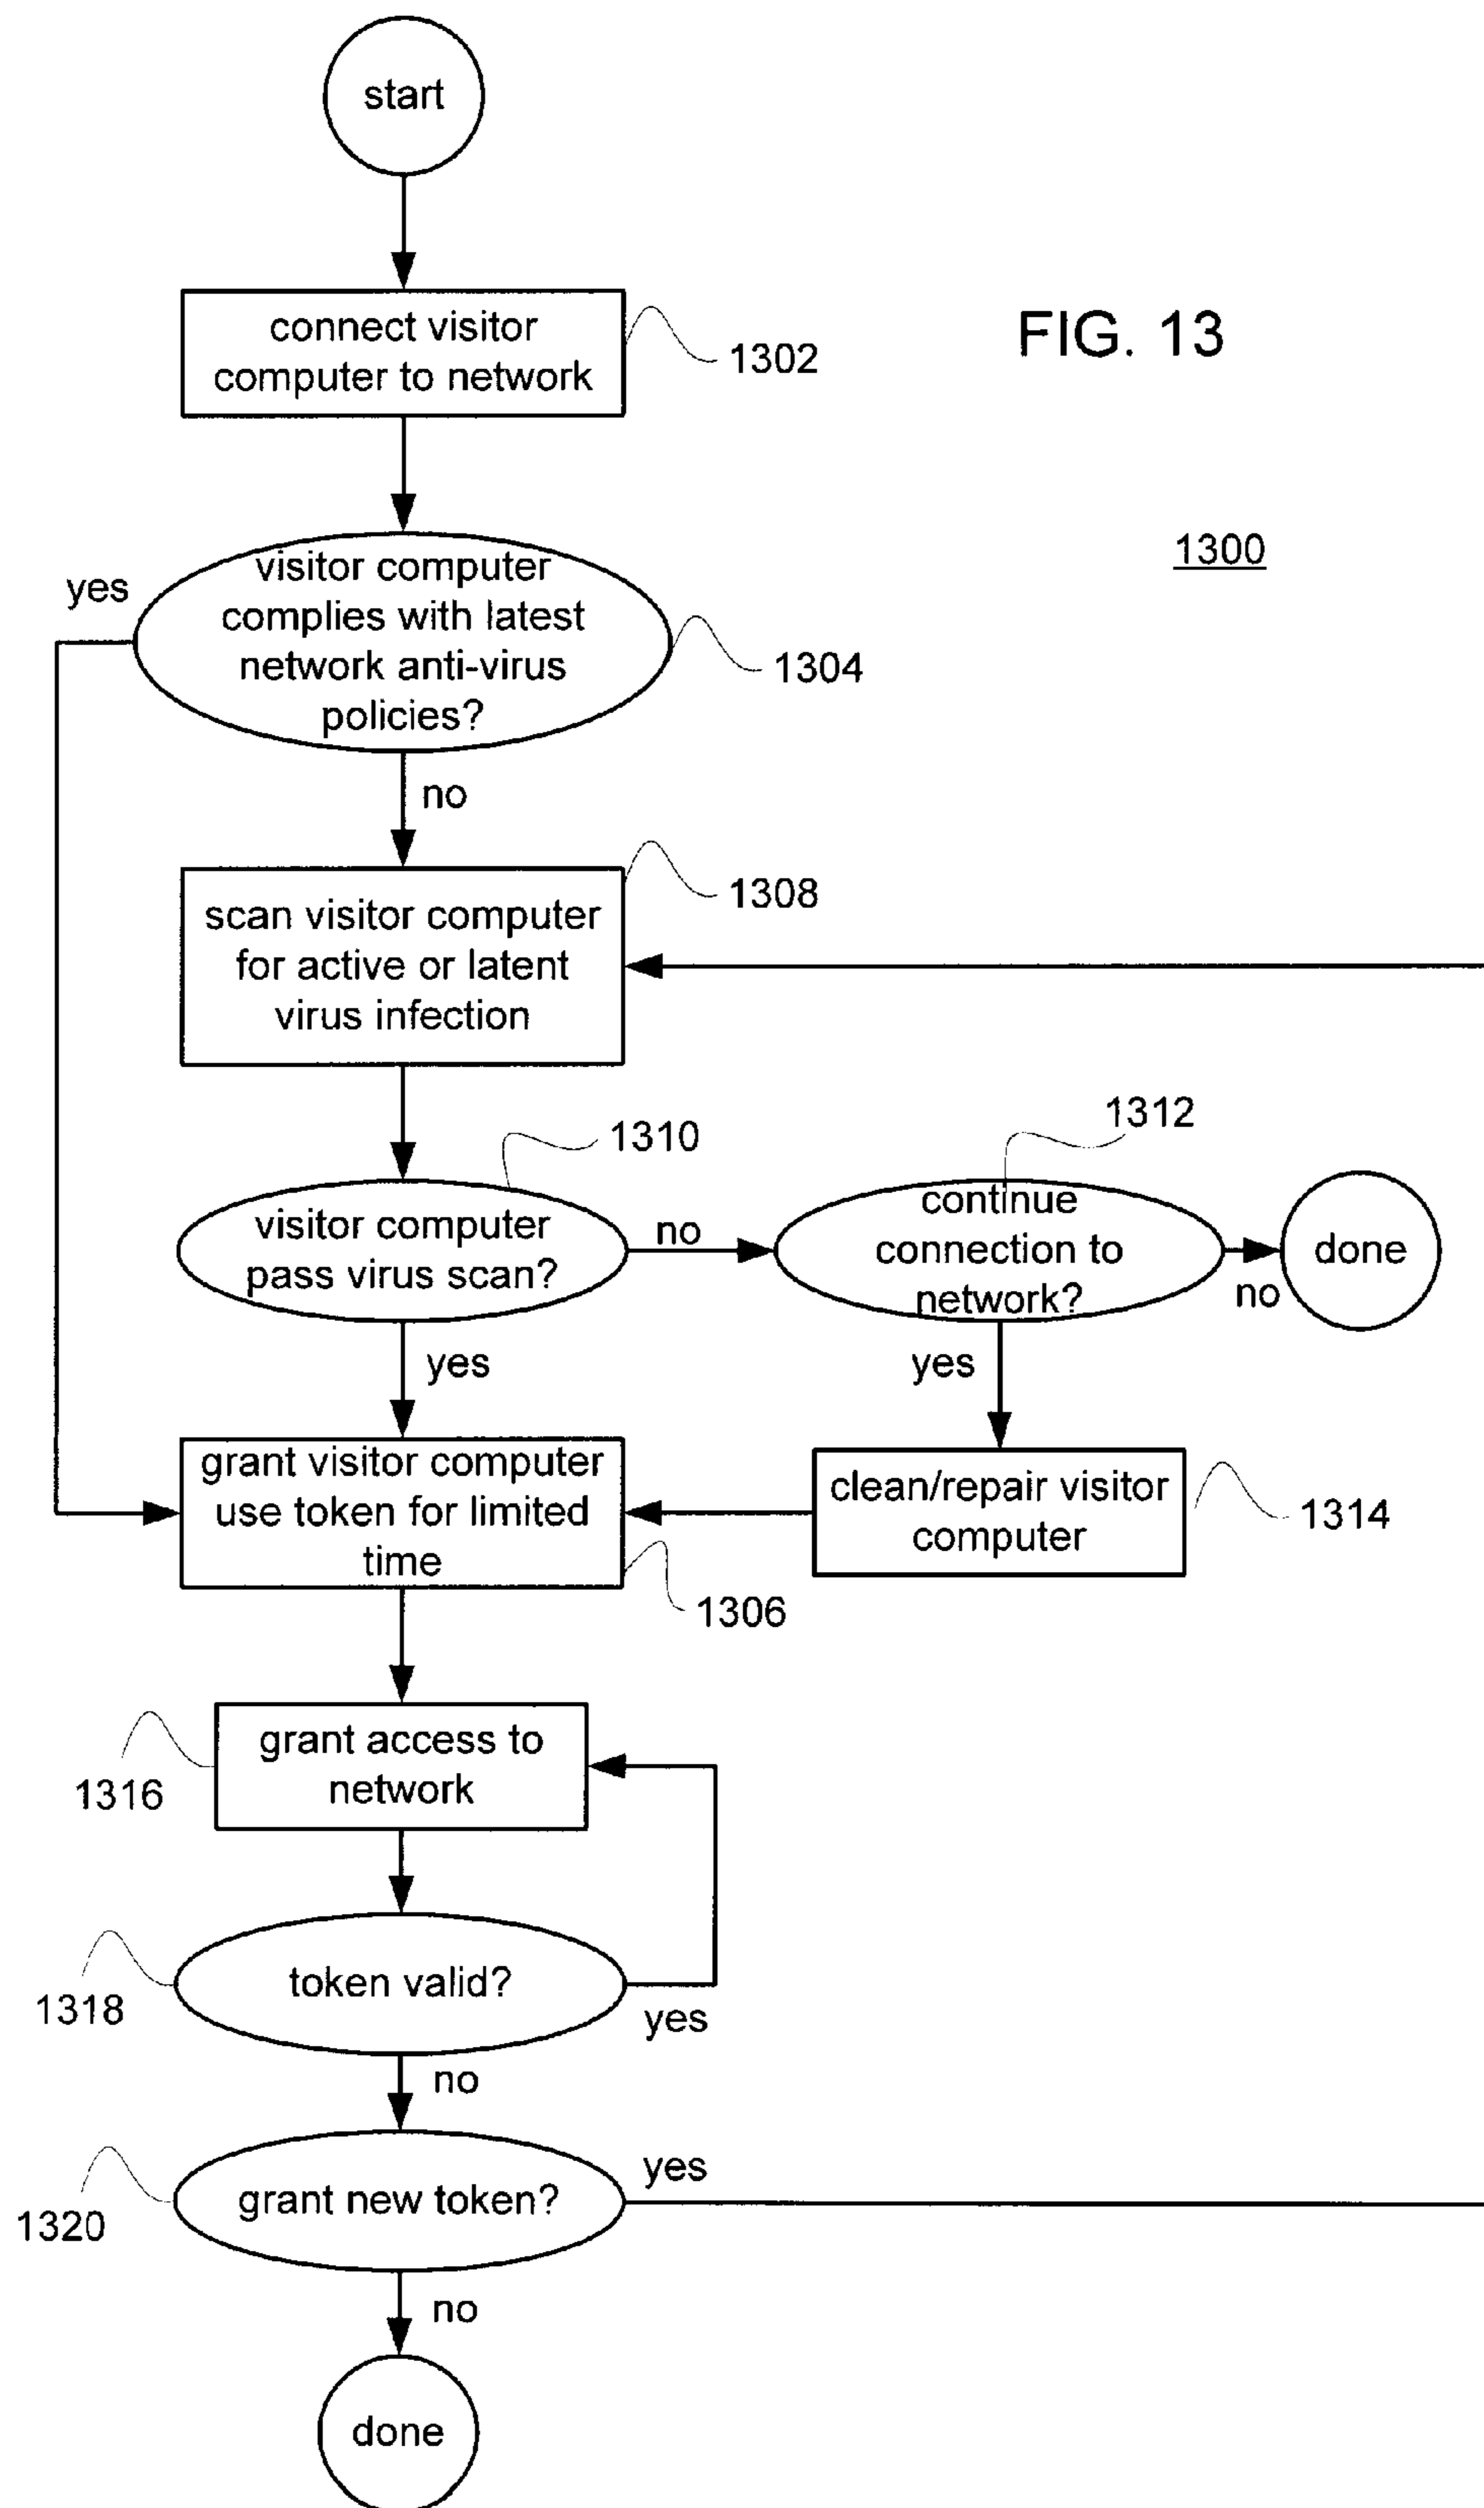 start
connect visitor
computer to network
1302
FIG. 13
1300
yes
visitor computer
complies with latest
network anti-virus
policies?
1304
no
1308
scan visitor computer
for active or latent
virus infection
1310
1312
visitor computer
pass virus scan?
no
continue
connection to
network?
no
done
yes
yes
grant visitor computer
use token for limited
time
clean/repair visitor
computer
1314
1306
grant access to
network
1316
token valid?
1318
yes
no
yes
grant new token?
1320
no
done